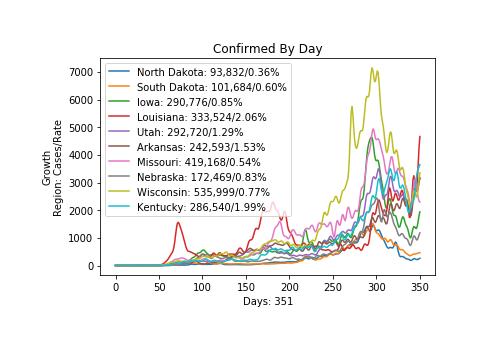 Confirmed By Day
7000
6000
5000
4000
3000
2000
1000
0
Growth
Region: Cases/Rate
North Dakota: 93,832/0.36%
South Dakota: 101,684/0.60%
Iowa: 290,776/0.85%
Louisiana: 333,524/2.06%
Utah: 292,720/1.29%
Arkansas: 242,593/1.53%
Missouri: 419,168/0.54%
Nebraska: 172,469/0.83%
Wisconsin: 535,999/0.77%
Kentucky: 286,540/1.99%
0 50 100 150 200 250 300 350
Days: 351